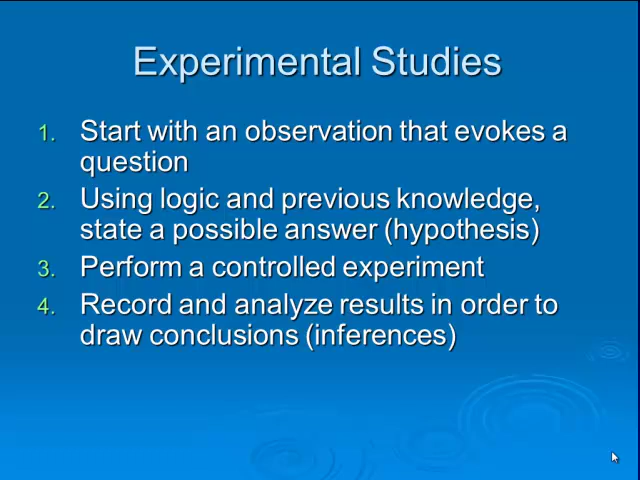 Experimental Studies
1. Start with an observation that evokes a
question
2. Using logic and previous knowledge,
state a possible answer (hypothesis)
3. Perform a controlled experiment
4. Record and analyze results in order to
draw conclusions (inferences)